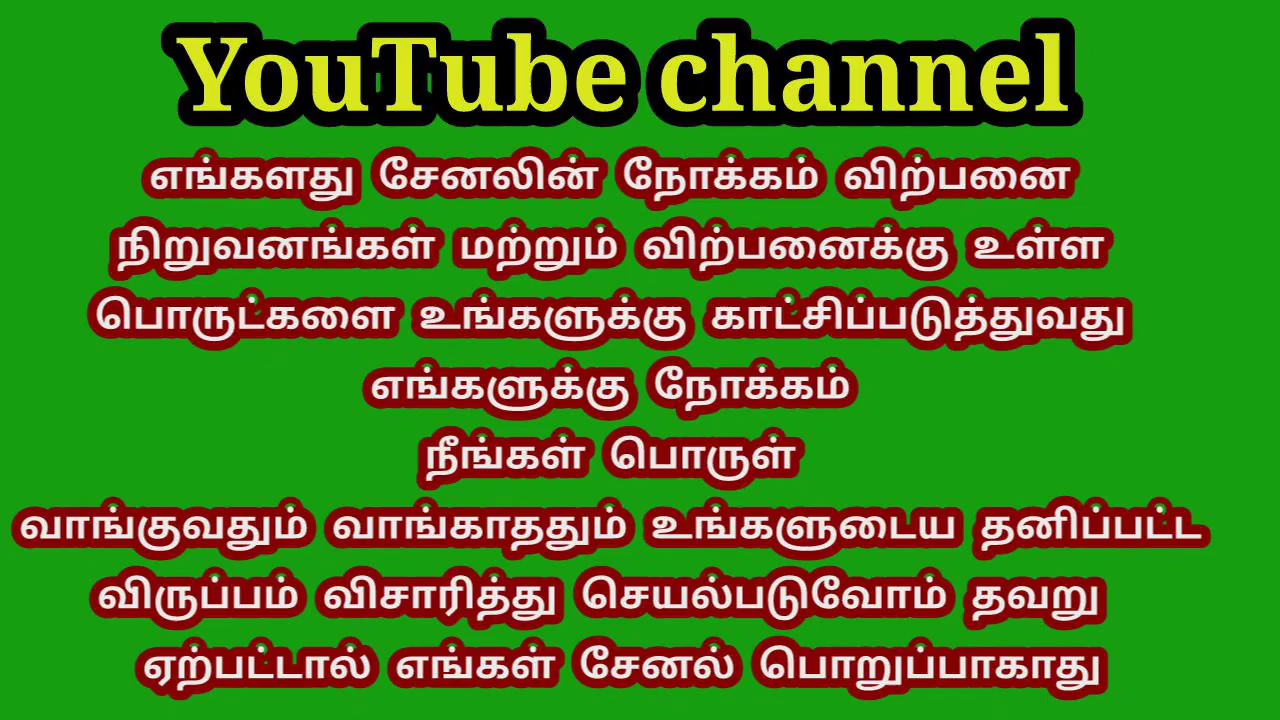 YouTube channel
எங்களது சேனலின் நோக்கம் விற்பனை
நிறுவனங்கள் மற்றும் விற்பனைக்கு உள்ள
பொருட்களை உங்களுக்கு காட்சிப்படுத்துவது
எங்களுக்கு நோக்கம்
நீங்கள் பொருள்
வாங்குவதும் வாங்காததும் உங்களுடைய தனிப்பட்ட
விருப்பம் விசாரித்து செயல்படுவோம் தவறு
ஏற்பட்டால் எங்கள் சேனல் பொறுப்பாகாது